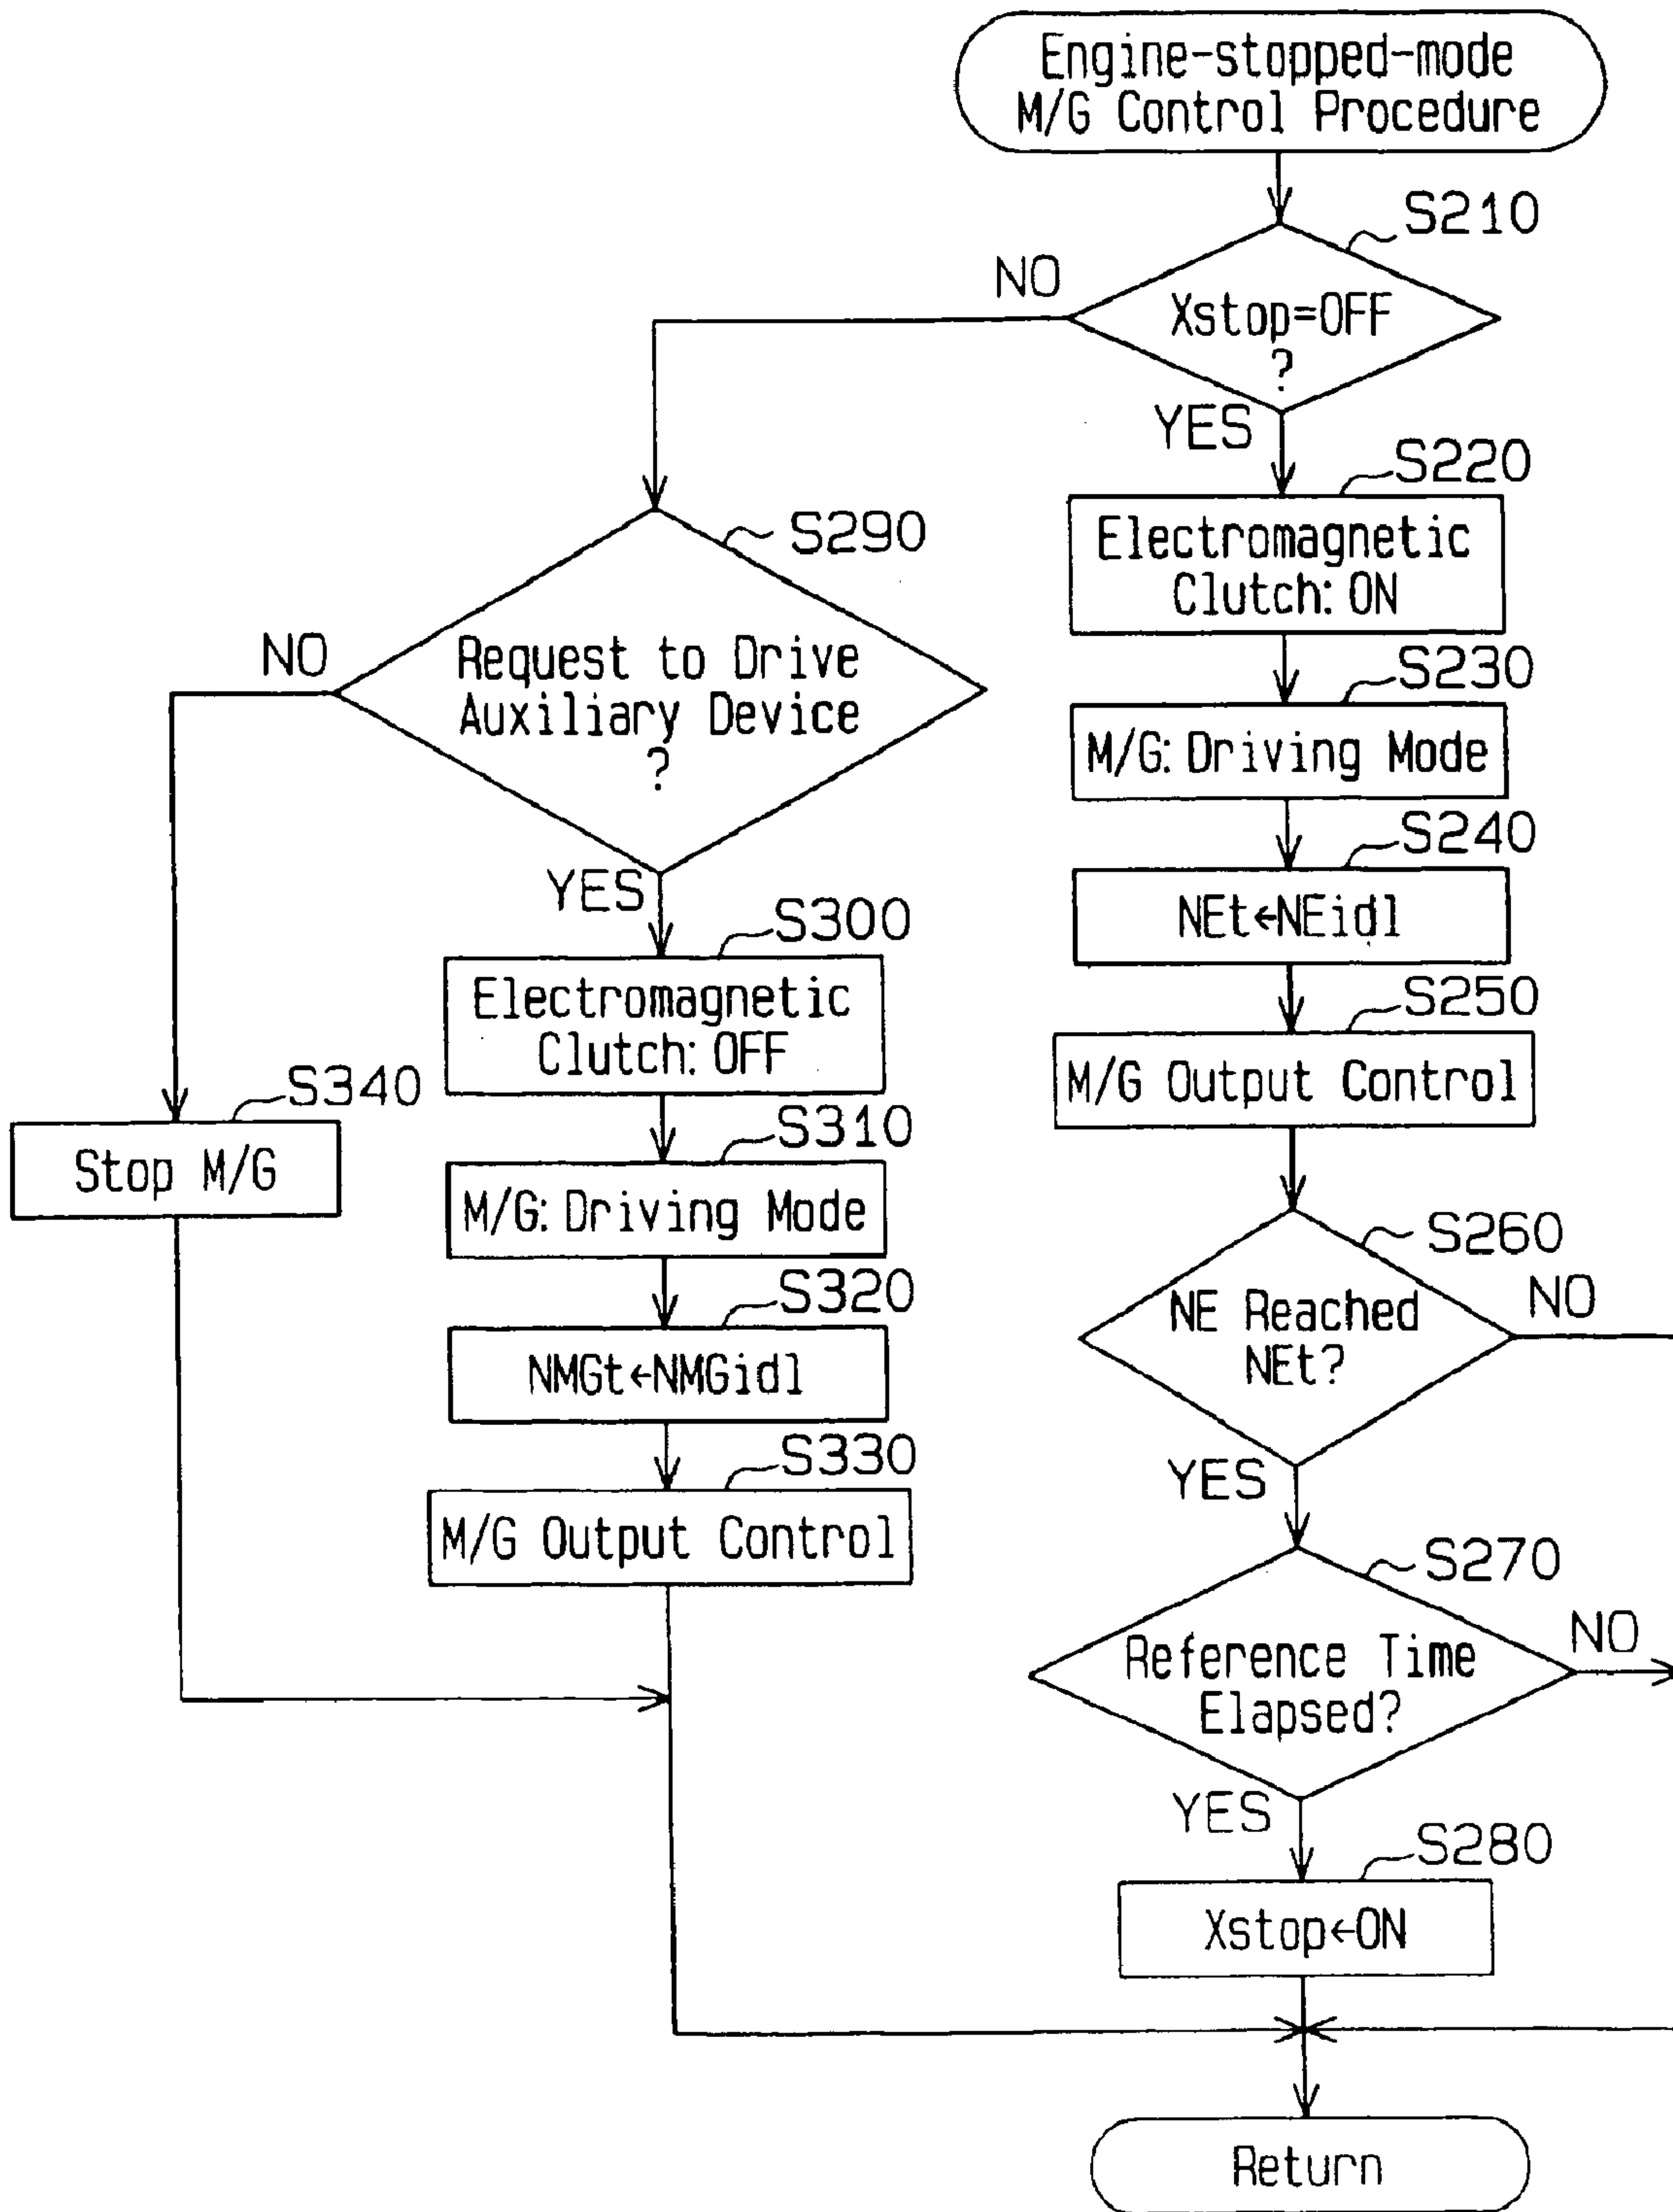 Engine-stopped-mode
M/G Control Procedure
S210
NO
Xstop=OFF
?
YES
S220
Electromagnetic
Clutch: ON
S230
M/G: Driving Mode
S240
NEt←NEidl
S250
M/G Output Control
S260
NE Reached
NEt?
NO
YES
S270
Reference Time
Elapsed?
NO
YES
S280
Xstop←ON
S290
NO
Request to Drive
Auxiliary Device
?
YES
S300
Electromagnetic
Clutch: OFF
S310
M/G: Driving Mode
S320
NMGt←NMGidl
S330
M/G Output Control
S340
Stop M/G
Return